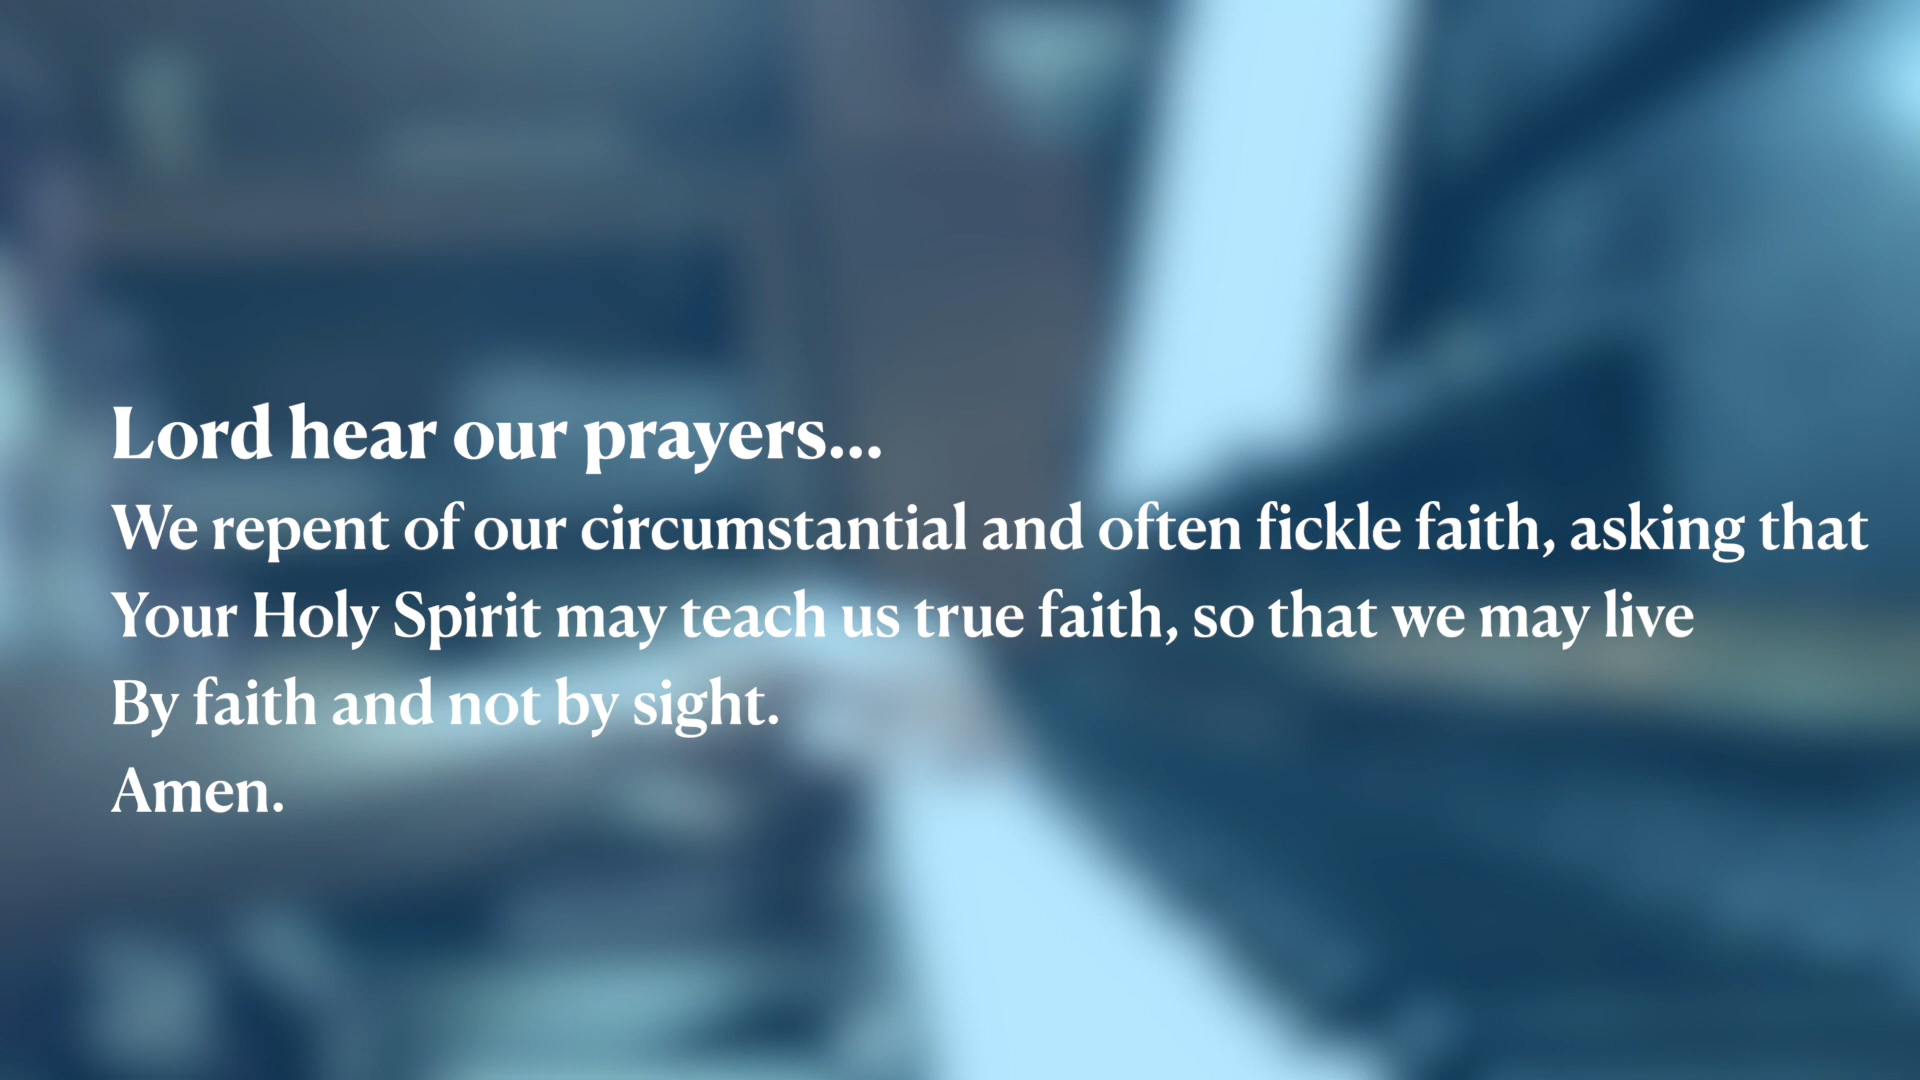 Lord hear our prayers...
We repent of our circumstantial and often fickle faith, asking that
Your Holy Spirit may teach us true faith, so that we may live
By faith and not by sight.
Amen.